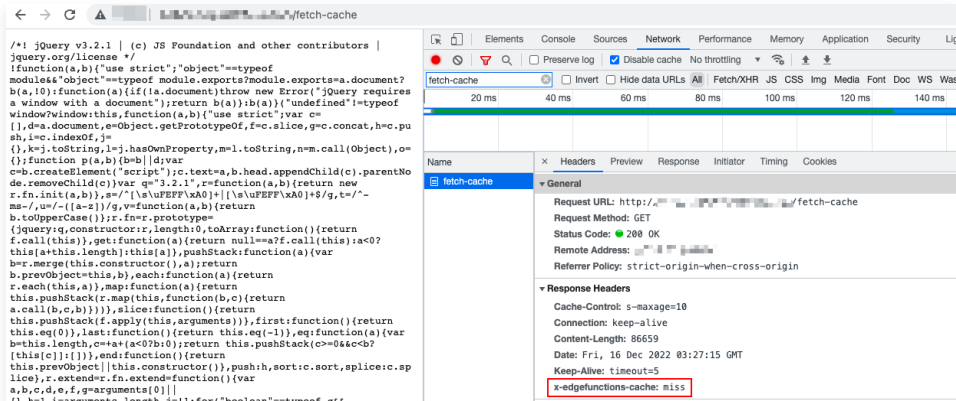 /fetch-cache
/*! jQuery v3.2.1 | (c) JS Foundation and other contributors |
jquery.org/license */
!function(a,b){"use strict";"object"==typeof
module&&"object"==typeof module.exports?module.exports=a.document?
b(a,!0):function(a){if(!a.document)throw new Error("jQuery requires
a window with a document");return b(a)}:b(a)}("undefined"!=typeof
window?window:this,function(a,b){"use strict";var c=
[],d=a.document,e=Object.getPrototypeOf,f=c.slice,g=c.concat,h=c.pu
sh,i=c.indexOf,j=
{},k=j.toString,l=j.hasOwnProperty,m=l.toString,n=m.call(Object),o=
{};function p(a,b){b=b||d;var
c=b.createElement("script");c.text=a,b.head.appendChild(c).parentNo
de.removeChild(c)}var q="3.2.1",r=function(a,b){return new
r.fn.init(a,b)},s=/^[\s\uFEFF\xA0]+|[\s\uFEFF\xA0]+$/g,t=/^-
ms-/,u=/-([a-z])/g,v=function(a,b){return
b.toUpperCase()};r.fn=r.prototype=
{jquery:q,constructor:r,length:0,toArray:function(){return
f.call(this)},get:function(a){return null==a?f.call(this):a<0?
this[a+this.length]:this[a]},pushStack:function(a){var
b=r.merge(this.constructor(),a);return
b.prevObject=this,b},each:function(a){return
r.each(this,a)},map:function(a){return
this.pushStack(r.map(this,function(b,c){return
a.call(b,c,b)}))},slice:function(){return
this.pushStack(f.apply(this,arguments))},first:function(){return
this.eq(0)},last:function(){return this.eq(-1)},eq:function(a){var
b=this.length,c=+a+(a<0?b:0);return this.pushStack(c>=0&&c<b?
[this[c]]:[])},end:function(){return
this.prevObject||this.constructor()},push:h,sort:c.sort,splice:c.sp
lice},r.extend=r.fn.extend=function(){var
a,b,c,d,e,f,g=arguments[0]||
Elements Console Sources Network Performance Memory Application Security
Preserve log Disable cache No throttling
fetch-cache Invert Hide data URLs All Fetch/XHR JS CSS Img Media Font Doc WS
20 ms 40 ms 60 ms 80 ms 100 ms 120 ms 140 ms
Name
fetch-cache
× Headers Preview Response Initiator Timing Cookies
General
Request URL: http:/ /fetch-cache
Request Method: GET
Status Code: 200 OK
Remote Address:
Referrer Policy: strict-origin-when-cross-origin
Response Headers
Cache-Control: s-maxage=10
Connection: keep-alive
Content-Length: 86659
Date: Fri, 16 Dec 2022 03:27:15 GMT
Keep-Alive: timeout=5
x-edgefunctions-cache: miss